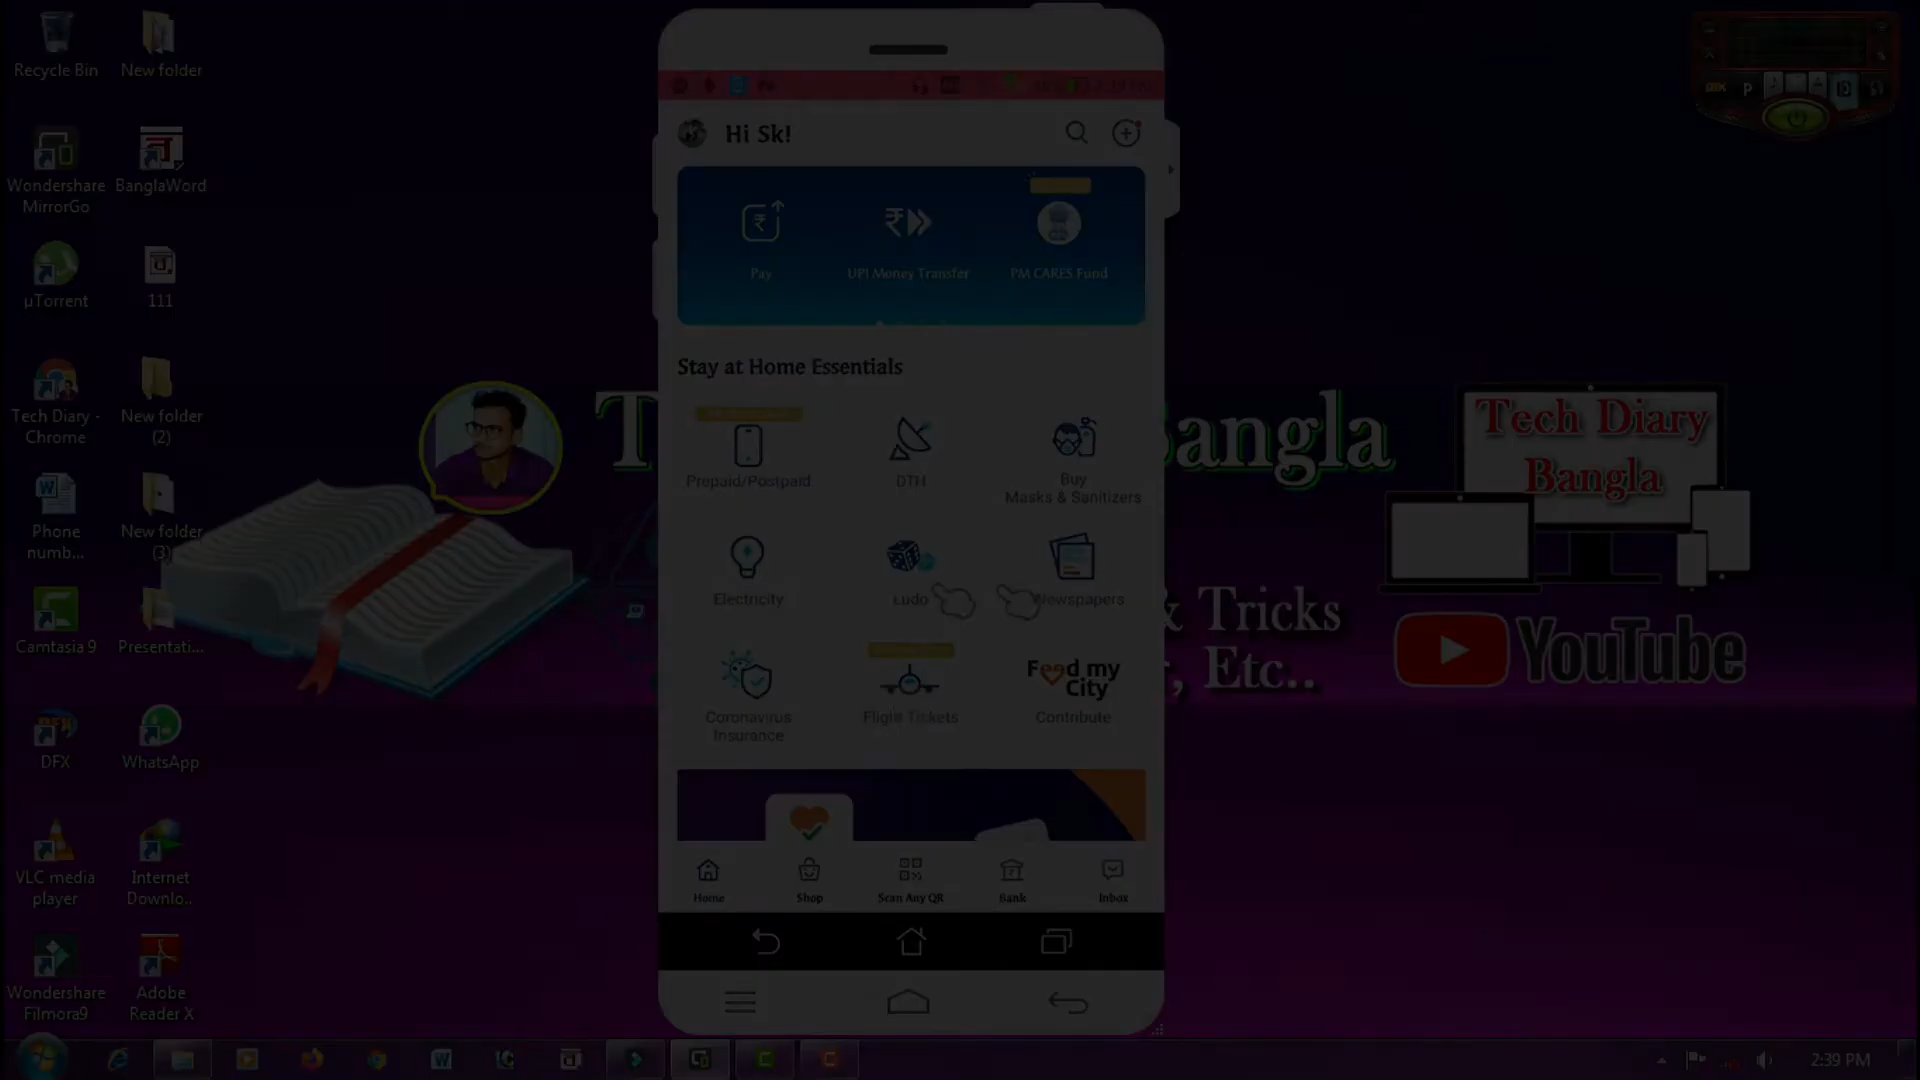 Recycle Bin
New folder
Wondershare
MirrorGo
BanglaWord
µTorrent
111
Tech Diary -
Chrome
New folder
(2)
Phone
numb...
New folder
(3)
Camtasia 9
Presentati...
DFX
WhatsApp
VLC media
player
Internet
Downlo...
Wondershare
Filmora9
Adobe
Reader X
Hi Sk!
Pay
UPI Money Transfer
PM CARES Fund
Stay at Home Essentials
Prepaid/Postpaid
DTH
Buy
Masks & Sanitizers
Electricity
Ludo
Newspapers
Coronavirus
Insurance
Flight Tickets
Feed my
City
Contribute
Home
Shop
Scan Any QR
Bank
Inbox
T
Bangla
& Tricks
, Etc..
Tech Diary
Bangla
YouTube
2:39 PM